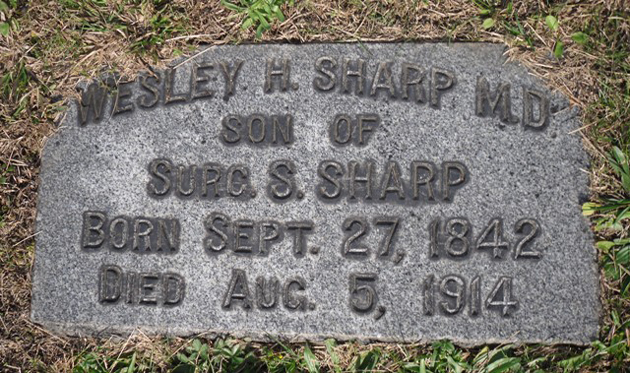 WESLEY H. SHARP M.D.
SON OF
SURG. S. SHARP
BORN SEPT. 27, 1842
DIED AUG. 5, 1914